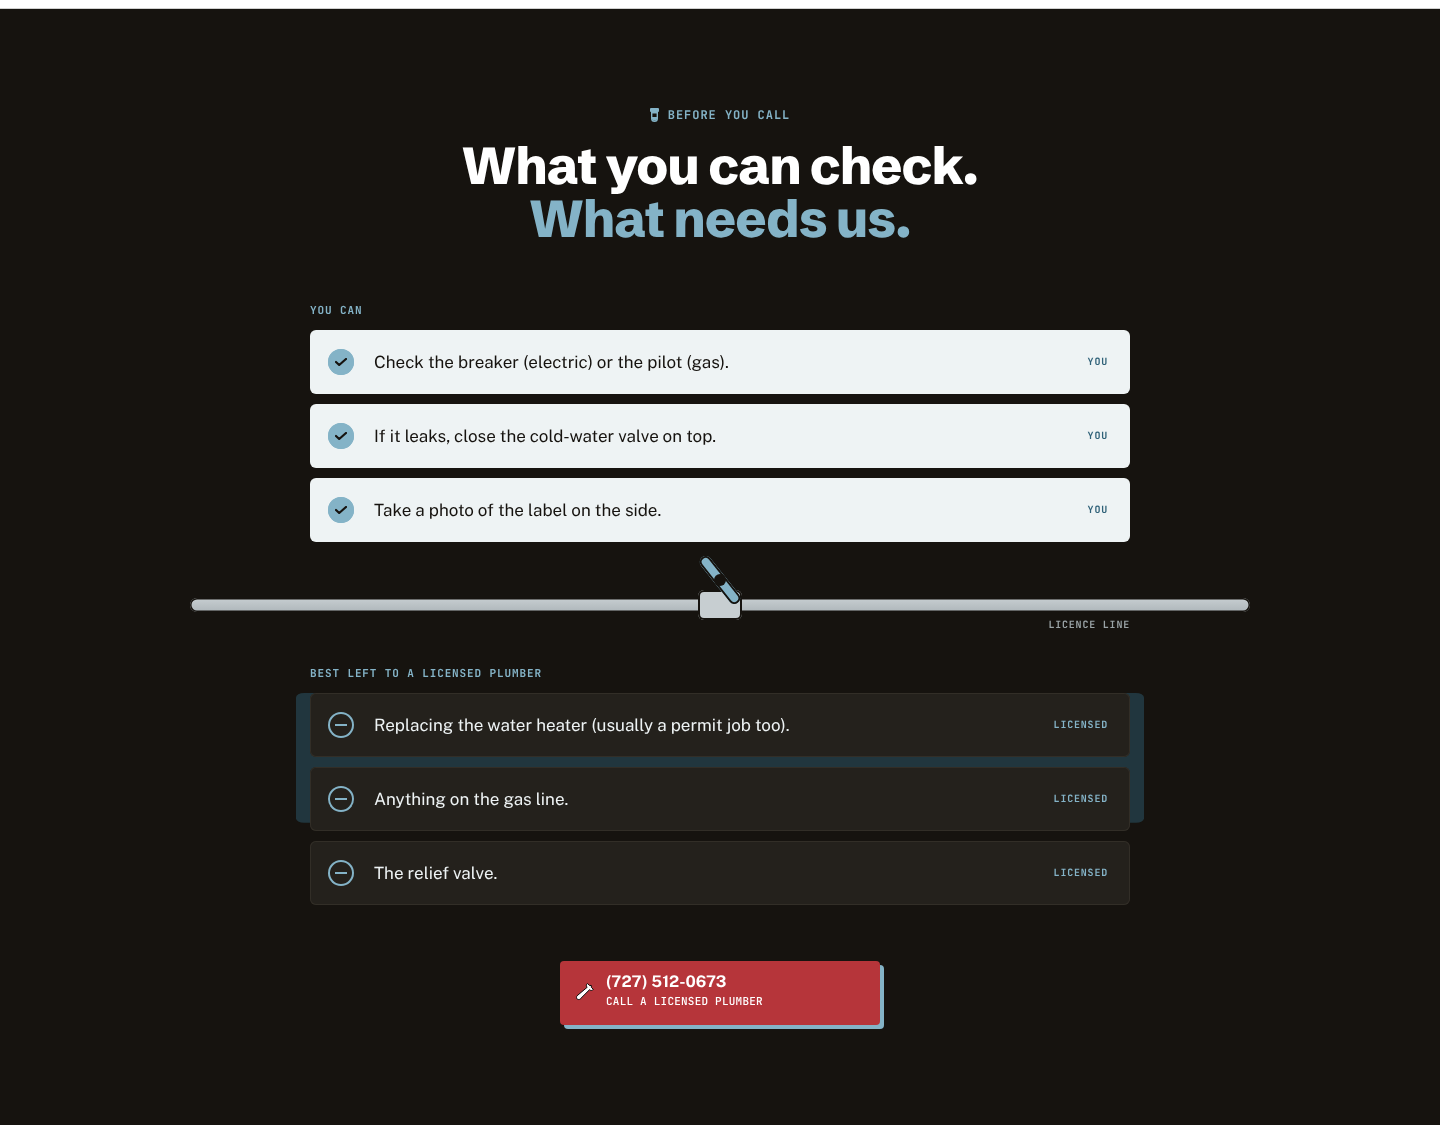 BEFORE YOU CALL
What you can check.
What needs us.
YOU CAN
Check the breaker (electric) or the pilot (gas). YOU
If it leaks, close the cold-water valve on top. YOU
Take a photo of the label on the side. YOU
LICENCE LINE
BEST LEFT TO A LICENSED PLUMBER
Replacing the water heater (usually a permit job too). LICENSED
Anything on the gas line. LICENSED
The relief valve. LICENSED
(727) 512-0673
CALL A LICENSED PLUMBER